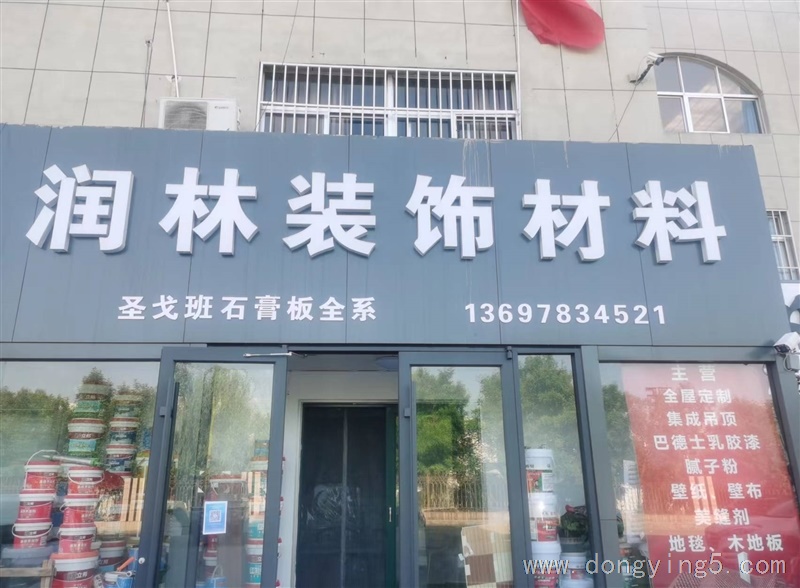 润林装饰材料
圣戈班石膏板全系 13697834521
主营
全屋定制
集成吊顶
巴德士乳胶漆
腻子粉
壁纸、壁布
美缝剂
地毯、木地板
www.dongying5.com